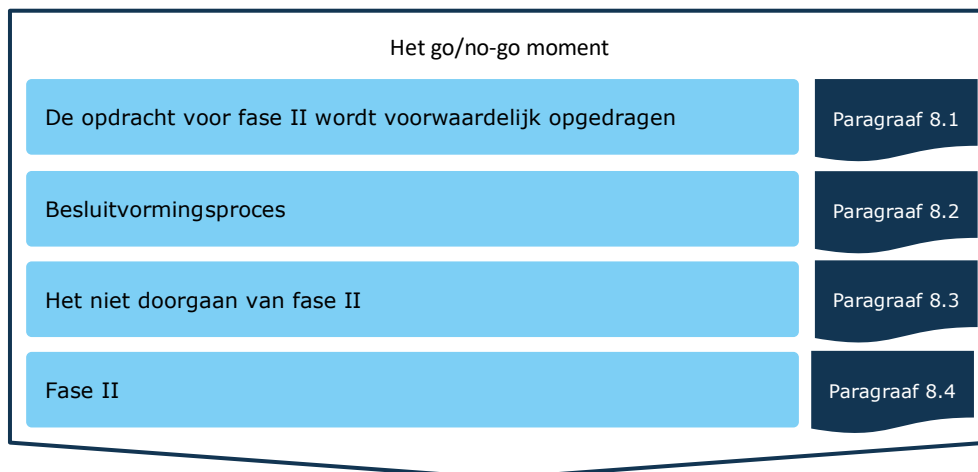 Het go/no-go moment
De opdracht voor fase II wordt voorwaardelijk opgedragen
Paragraaf 8.1
Besluitvormingsproces
Paragraaf 8.2
Het niet doorgaan van fase II
Paragraaf 8.3
Fase II
Paragraaf 8.4